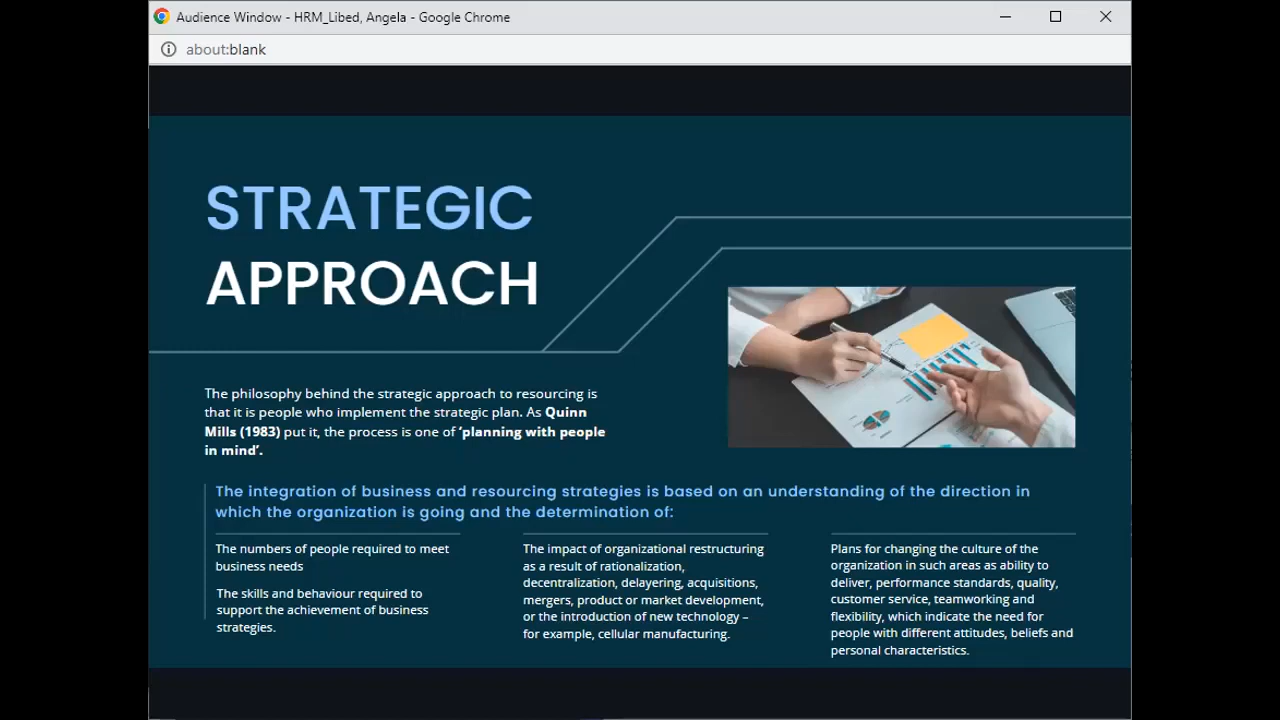 Audience Window - HRM_Libed, Angela - Google Chrome
about:blank
STRATEGIC
APPROACH
The philosophy behind the strategic approach to resourcing is
that it is people who implement the strategic plan. As Quinn
Mills (1983) put it, the process is one of ‘planning with people
in mind’.
The integration of business and resourcing strategies is based on an understanding of the direction in
which the organization is going and the determination of:
The numbers of people required to meet
business needs
The skills and behaviour required to
support the achievement of business
strategies.
The impact of organizational restructuring
as a result of rationalization,
decentralization, delayering, acquisitions,
mergers, product or market development,
or the introduction of new technology –
for example, cellular manufacturing.
Plans for changing the culture of the
organization in such areas as ability to
deliver, performance standards, quality,
customer service, teamworking and
flexibility, which indicate the need for
people with different attitudes, beliefs and
personal characteristics.